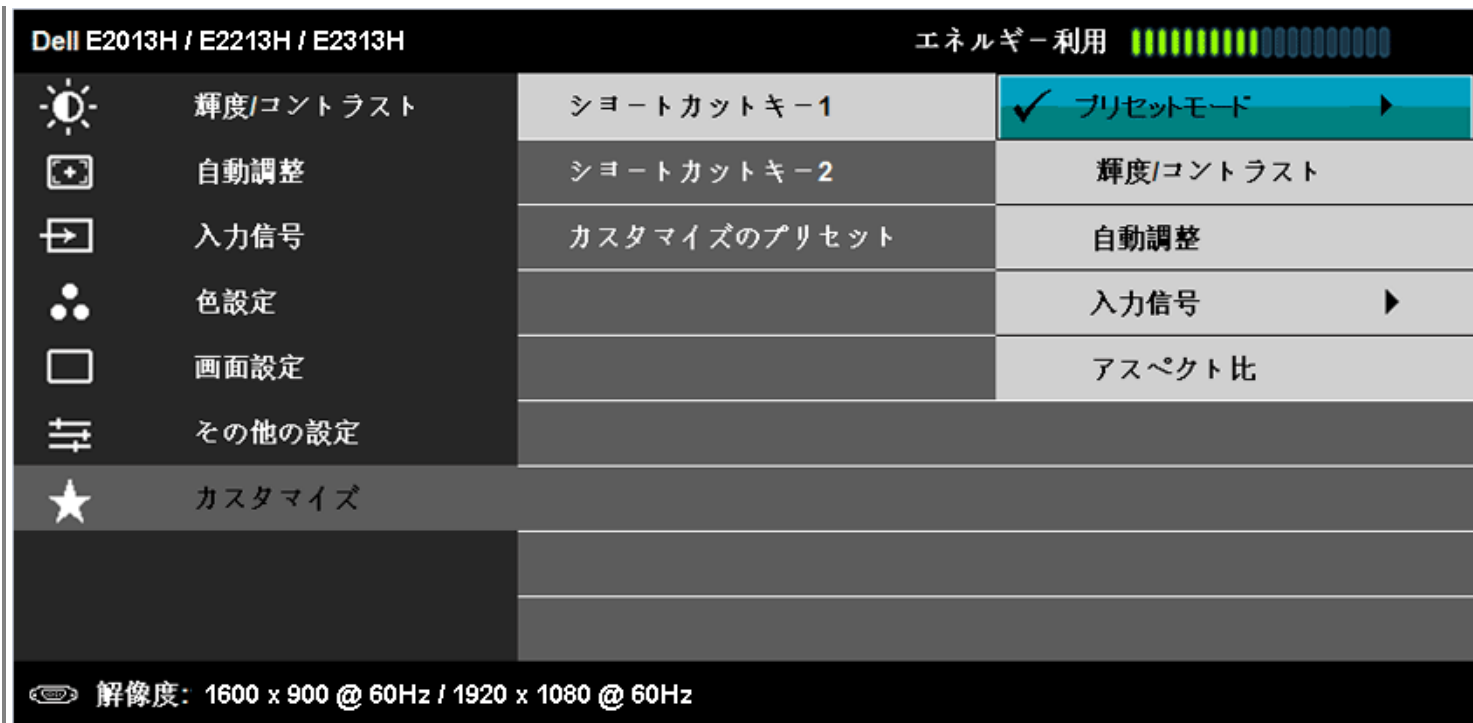 Dell E2013H / E2213H / E2313H
エネルギー利用
輝度/コントラスト
ショートカットキー1
✓ プリセットモード
自動調整
ショートカットキー2
輝度/コントラスト
入力信号
カスタマイズのプリセット
自動調整
色設定
入力信号
画面設定
アスペクト比
その他の設定
カスタマイズ
解像度: 1600 x 900 @ 60Hz / 1920 x 1080 @ 60Hz